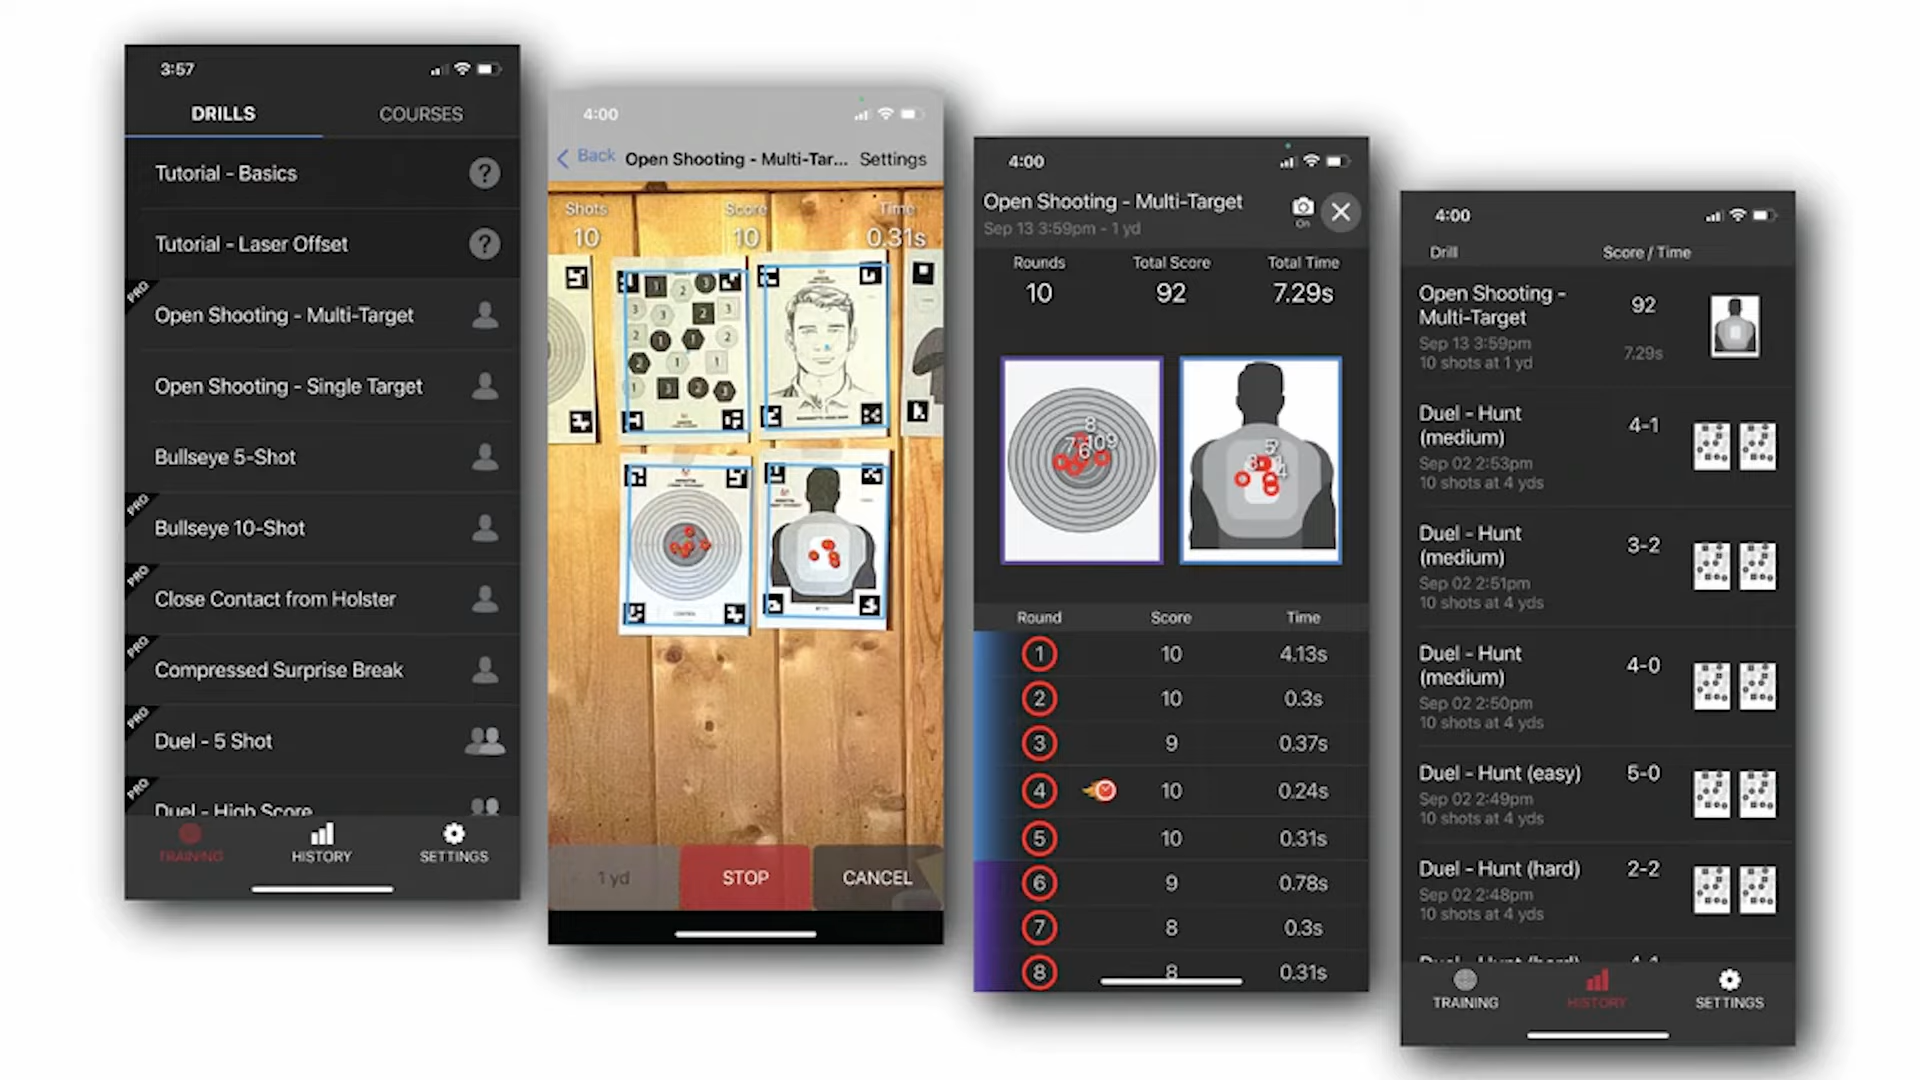 3:57
DRILLS COURSES
Tutorial - Basics ?
Tutorial - Laser Offset ?
PRO
Open Shooting - Multi-Target
Open Shooting - Single Target
Bullseye 5-Shot
PRO
Bullseye 10-Shot
PRO
Close Contact from Holster
PRO
Compressed Surprise Break
PRO
Duel - 5 Shot
PRO
Duel - High Score
TRAINING HISTORY SETTINGS
4:00
Back Open Shooting - Multi-Tar... Settings
Shots Score Time
10 10 0.31s
1 yd STOP CANCEL
4:00
Open Shooting - Multi-Target
On
Sep 13 3:59pm - 1 yd
Rounds Total Score Total Time
10 92 7.29s
Round Score Time
1 10 4.13s
2 10 0.3s
3 9 0.37s
4 10 0.24s
5 10 0.31s
6 9 0.78s
7 8 0.3s
8 8 0.31s
4:00
Drill Score / Time
Open Shooting -
Multi-Target
92
Sep 13 3:59pm
10 shots at 1 yd
7.29s
Duel - Hunt
(medium)
4-1
Sep 02 2:53pm
10 shots at 4 yds
Duel - Hunt
(medium)
3-2
Sep 02 2:51pm
10 shots at 4 yds
Duel - Hunt
(medium)
4-0
Sep 02 2:50pm
10 shots at 4 yds
Duel - Hunt (easy) 5-0
Sep 02 2:49pm
10 shots at 4 yds
Duel - Hunt (hard) 2-2
Sep 02 2:48pm
10 shots at 4 yds
TRAINING HISTORY SETTINGS